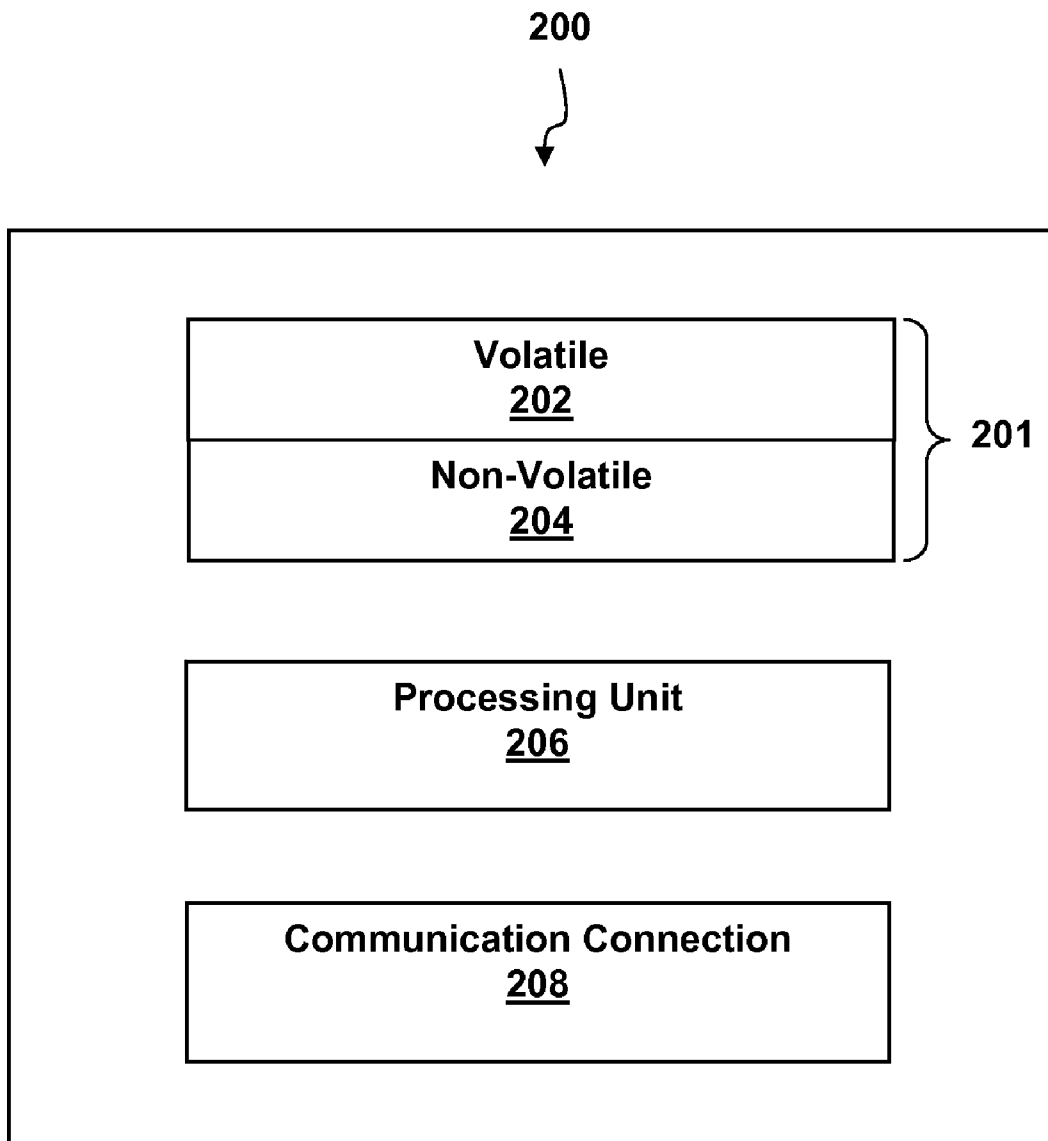 200
Volatile
202
201
Non-Volatile
204
Processing Unit
206
Communication Connection
208